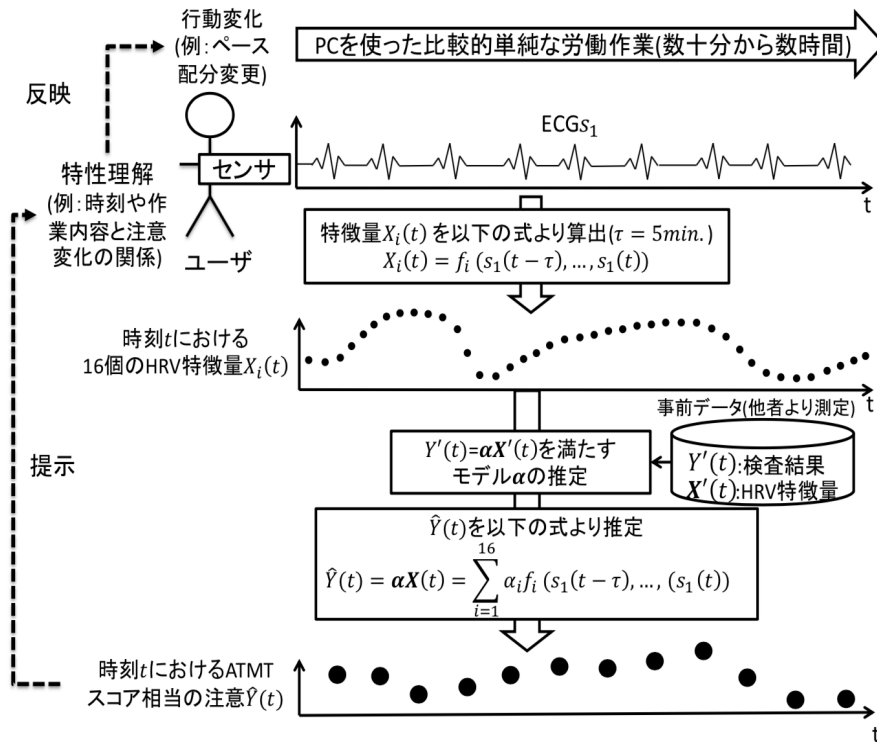 行動変化
(例：ペース
配分変更)
PCを使った比較的単純な労働作業(数十分から数時間)
反映
ECGs₁
センサ
特性理解
(例：時刻や作
業内容と注意
変化の関係)
ユーザ
t
特徴量X_i(t) を以下の式より算出(τ = 5min.)
X_i(t) = f_i (s₁(t − τ), … , s₁(t))
時刻tにおける
16個のHRV特徴量X_i(t)
t
事前データ(他者より測定)
Y′(t)=αX′(t)を満たす
モデルαの推定
Y′(t):検査結果
X′(t):HRV特徴量
提示
Ŷ(t)を以下の式より推定
Ŷ(t) = αX(t) = ∑_{i=1}^{16} α_i f_i (s₁(t − τ), … , (s₁(t))
時刻tにおけるATMT
スコア相当の注意Ŷ(t)
t